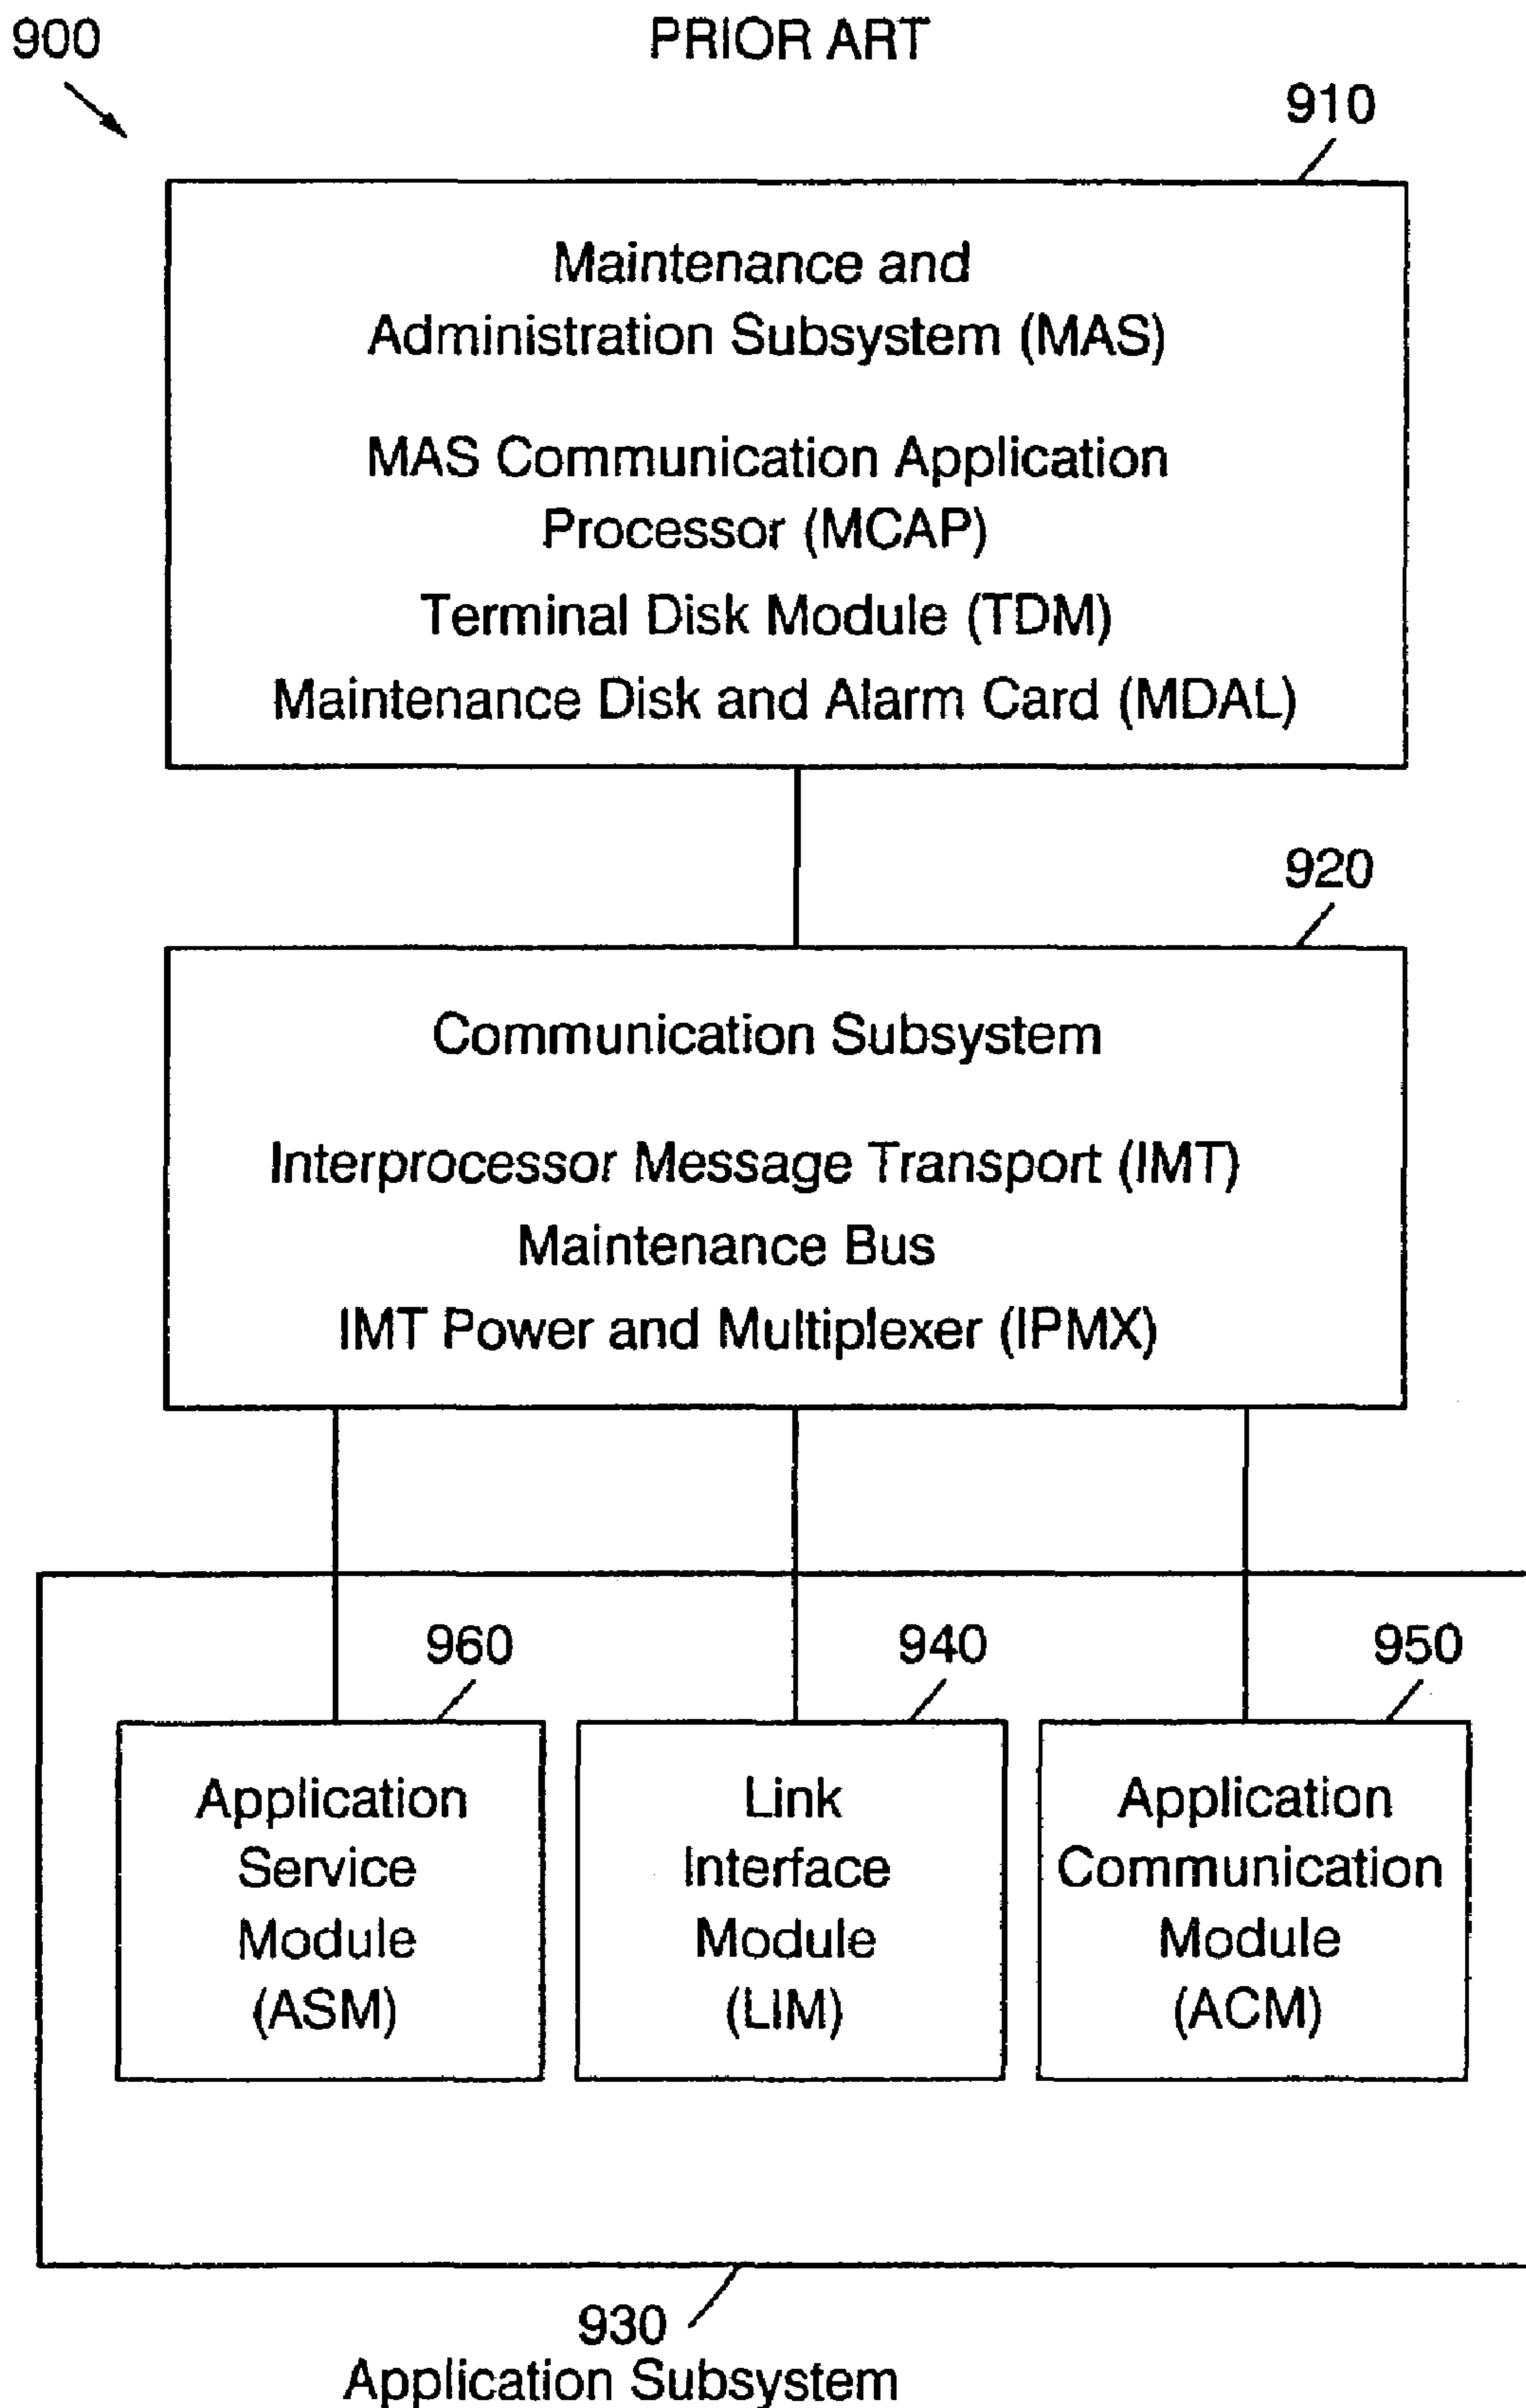 900
PRIOR ART
910
Maintenance and
Administration Subsystem (MAS)
MAS Communication Application
Processor (MCAP)
Terminal Disk Module (TDM)
Maintenance Disk and Alarm Card (MDAL)
920
Communication Subsystem
Interprocessor Message Transport (IMT)
Maintenance Bus
IMT Power and Multiplexer (IPMX)
960
Application
Service
Module
(ASM)
940
Link
Interface
Module
(LIM)
950
Application
Communication
Module
(ACM)
930
Application Subsystem